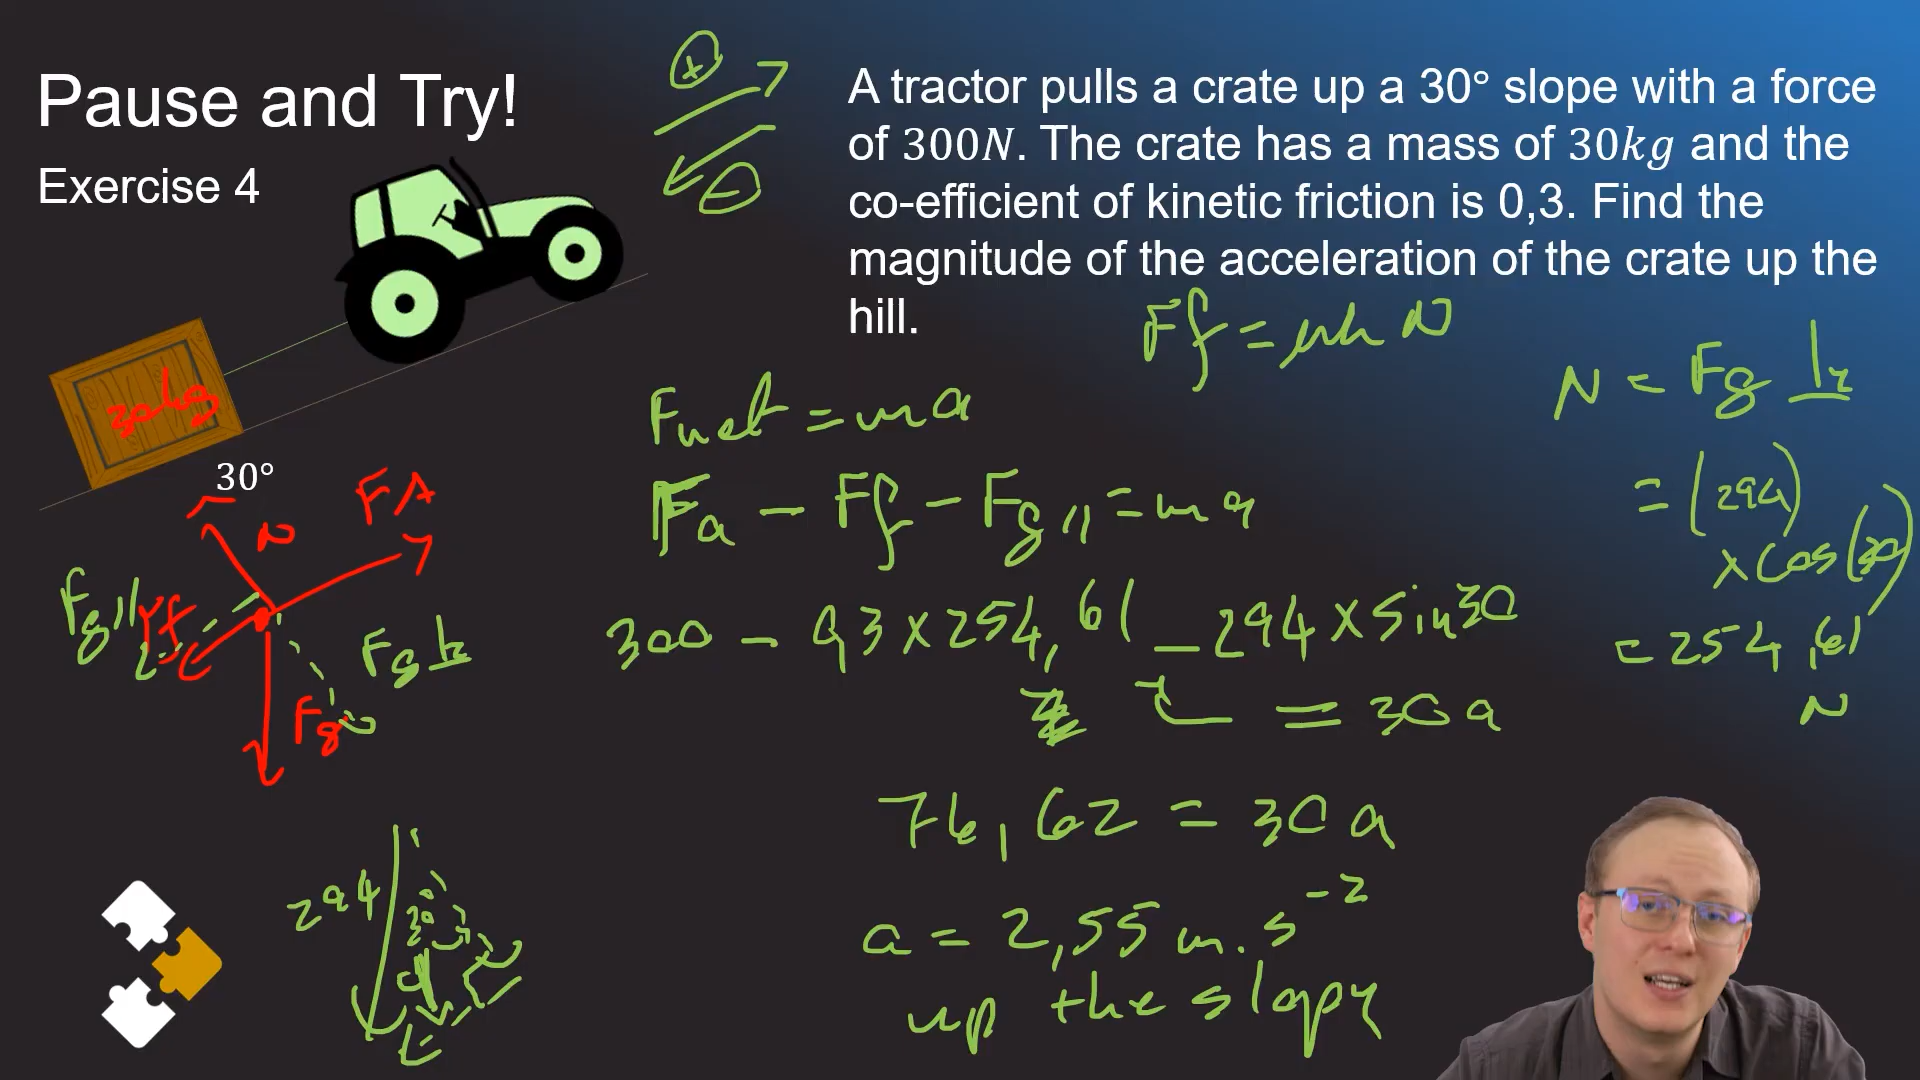 Pause and Try!
Exercise 4
+
-
A tractor pulls a crate up a 30° slope with a force
of 300N. The crate has a mass of 30kg and the
co-efficient of kinetic friction is 0,3. Find the
magnitude of the acceleration of the crate up the
hill.
30kg
30°
N
FA
Fg//
Ff
Fg⊥
Fg
294
30°
Ff = μk N
Fnet = ma
Fa - Ff - Fg// = ma
300 - 0,3 × 254,61 - 294 × sin30
= 30a
76,62 = 30a
a = 2,55 m.s⁻²
up the slope
N = Fg⊥
= (294)
× cos(30)
= 254,61
N